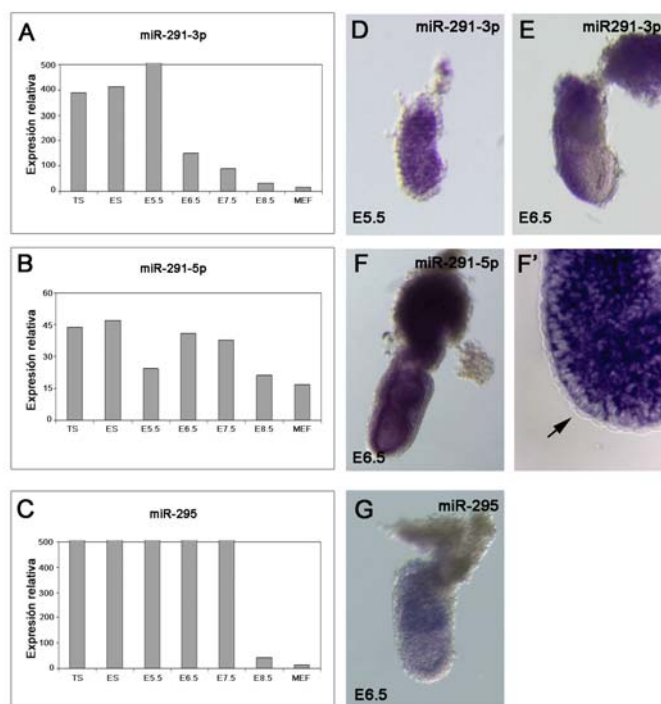 A
miR-291-3p
Expresión relativa
500
400
300
200
100
0
TS ES E5.5 E6.5 E7.5 E8.5 MEF
B
miR-291-5p
Expresión relativa
60
45
30
15
0
TS ES E5.5 E6.5 E7.5 E8.5 MEF
C
miR-295
Expresión relativa
500
400
300
200
100
0
TS ES E5.5 E6.5 E7.5 E8.5 MEF
D miR-291-3p
E5.5
E miR291-3p
E6.5
F miR-291-5p
E6.5
F'
G miR-295
E6.5